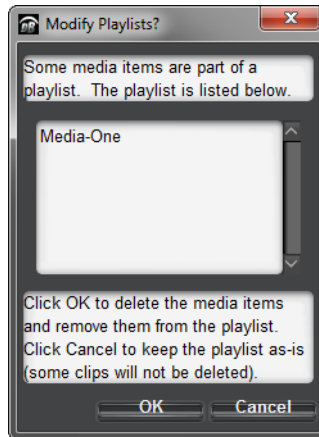 DR Modify Playlists?
Some media items are part of a
playlist. The playlist is listed below.
Media-One
Click OK to delete the media items
and remove them from the playlist.
Click Cancel to keep the playlist as-is
(some clips will not be deleted).
OK Cancel